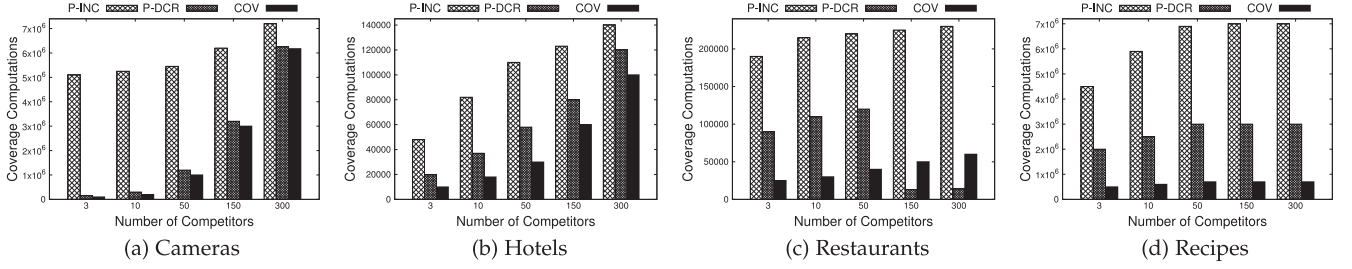 P-INC P-DCR COV
Coverage Computations
7x10⁶
6x10⁶
5x10⁶
4x10⁶
3x10⁶
2x10⁶
1x10⁶
0
3 10 50 150 300
Number of Competitors
(a) Cameras
P-INC P-DCR COV
Coverage Computations
140000
120000
100000
80000
60000
40000
20000
0
3 10 50 150 300
Number of Competitors
(b) Hotels
P-INC P-DCR COV
Coverage Computations
200000
150000
100000
50000
0
3 10 50 150 300
Number of Competitors
(c) Restaurants
P-INC P-DCR COV
Coverage Computations
7x10⁶
6x10⁶
5x10⁶
4x10⁶
3x10⁶
2x10⁶
1x10⁶
0
3 10 50 150 300
Number of Competitors
(d) Recipes